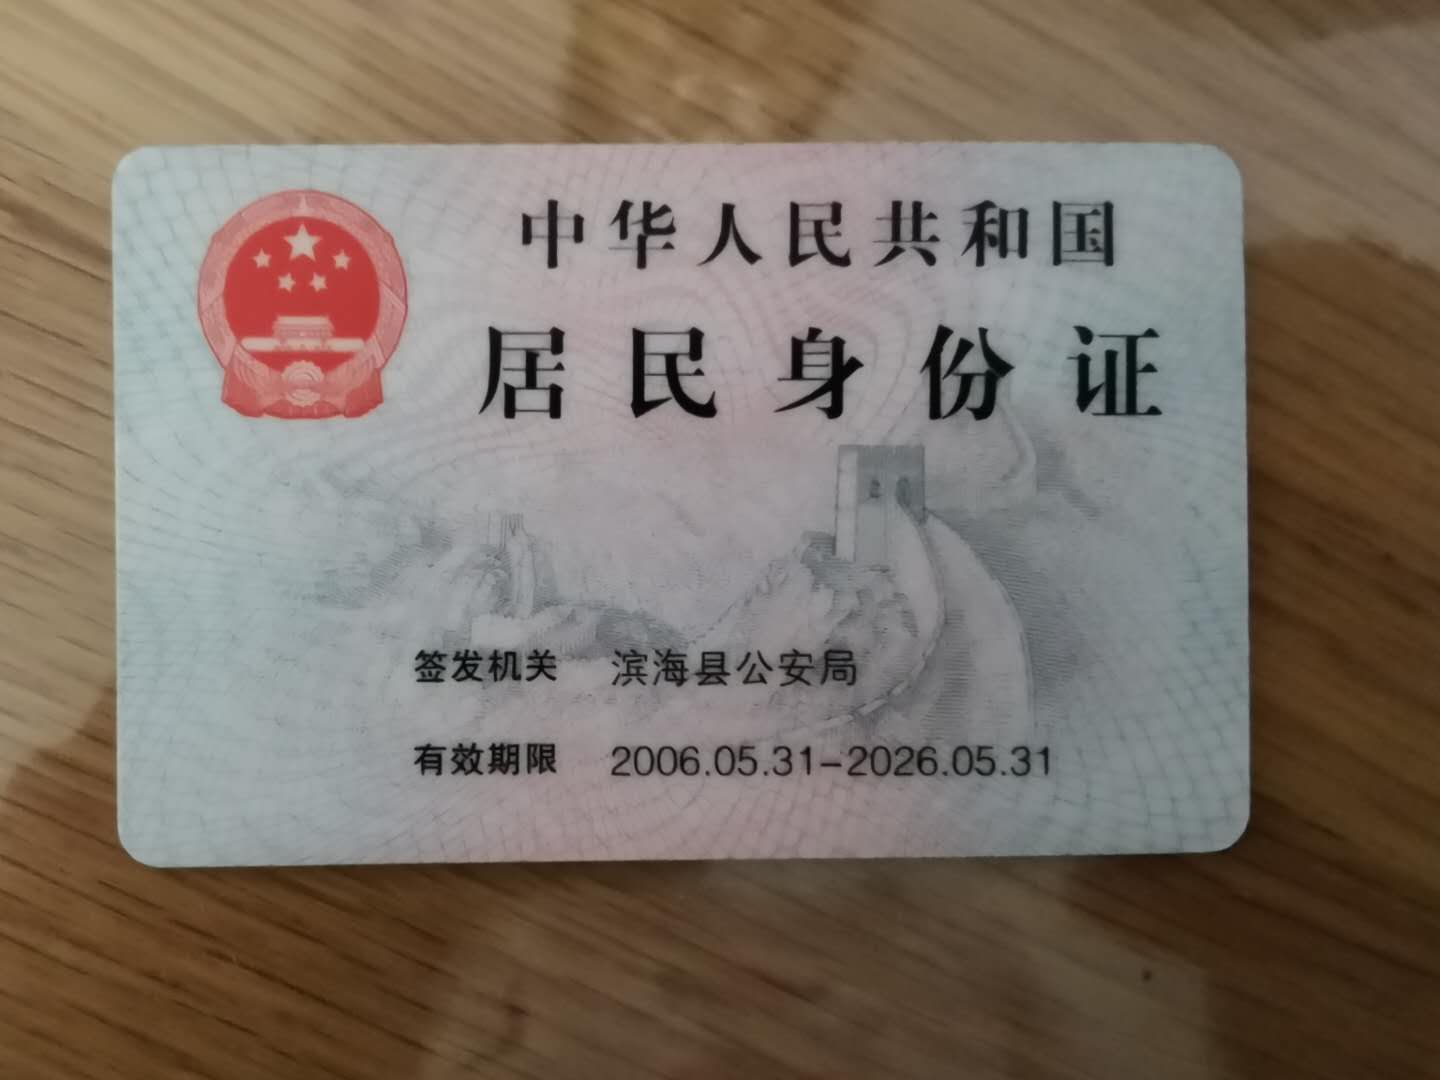 中华人民共和国
居民身份证
签发机关 滨海县公安局
有效期限 2006.05.31-2026.05.31